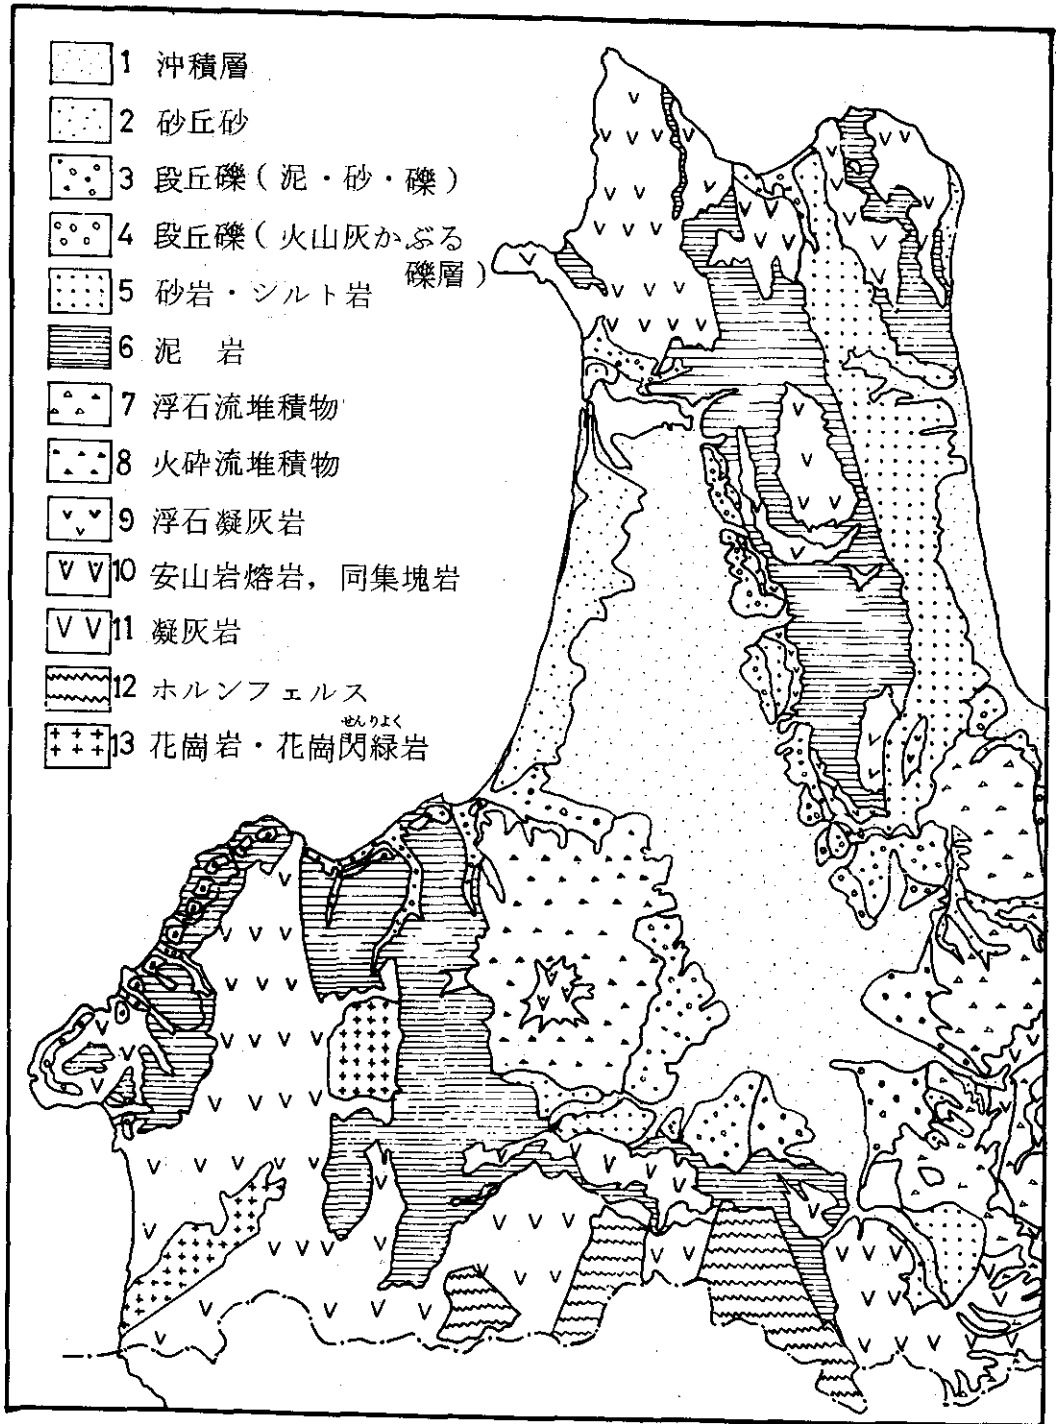 1 沖積層
2 砂丘砂
3 段丘礫(泥・砂・礫)
4 段丘礫(火山灰かぶる
礫層)
5 砂岩・シルト岩
6 泥 岩
7 浮石流堆積物
8 火砕流堆積物
9 浮石凝灰岩
10 安山岩熔岩,同集塊岩
11 凝灰岩
12 ホルンフェルス
せんりよく
13 花崗岩・花崗閃緑岩